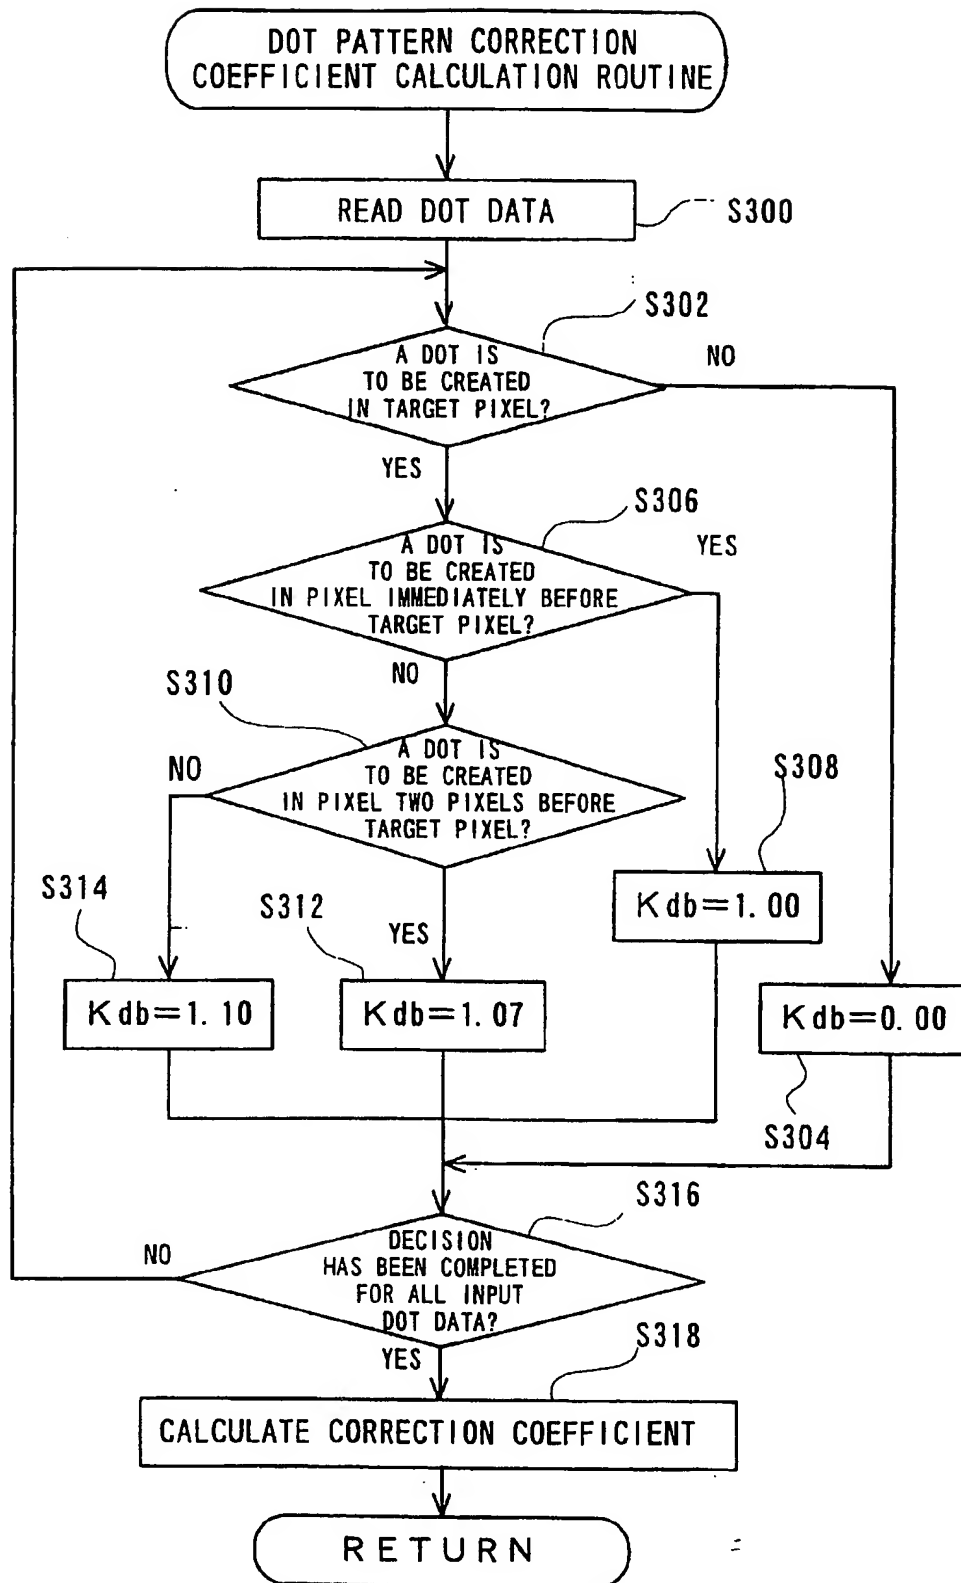 DOT PATTERN CORRECTION
COEFFICIENT CALCULATION ROUTINE
READ DOT DATA
S300
S302
A DOT IS
TO BE CREATED
IN TARGET PIXEL?
NO
YES
S306
A DOT IS
TO BE CREATED
IN PIXEL IMMEDIATELY BEFORE
TARGET PIXEL?
YES
NO
S310
A DOT IS
TO BE CREATED
IN PIXEL TWO PIXELS BEFORE
TARGET PIXEL?
NO
S308
Kdb=1.00
S314
S312
YES
Kdb=1.10
Kdb=1.07
Kdb=0.00
S304
S316
DECISION
HAS BEEN COMPLETED
FOR ALL INPUT
DOT DATA?
NO
YES
S318
CALCULATE CORRECTION COEFFICIENT
RETURN